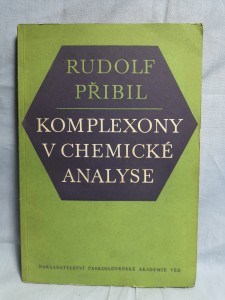 RUDOLF
PŘIBIL
KOMPLEXONY
V CHEMICKÉ
ANALYSE
NAKLADATELSTVÍ ČESKOSLOVENSKÉ AKADEMIE VĚD